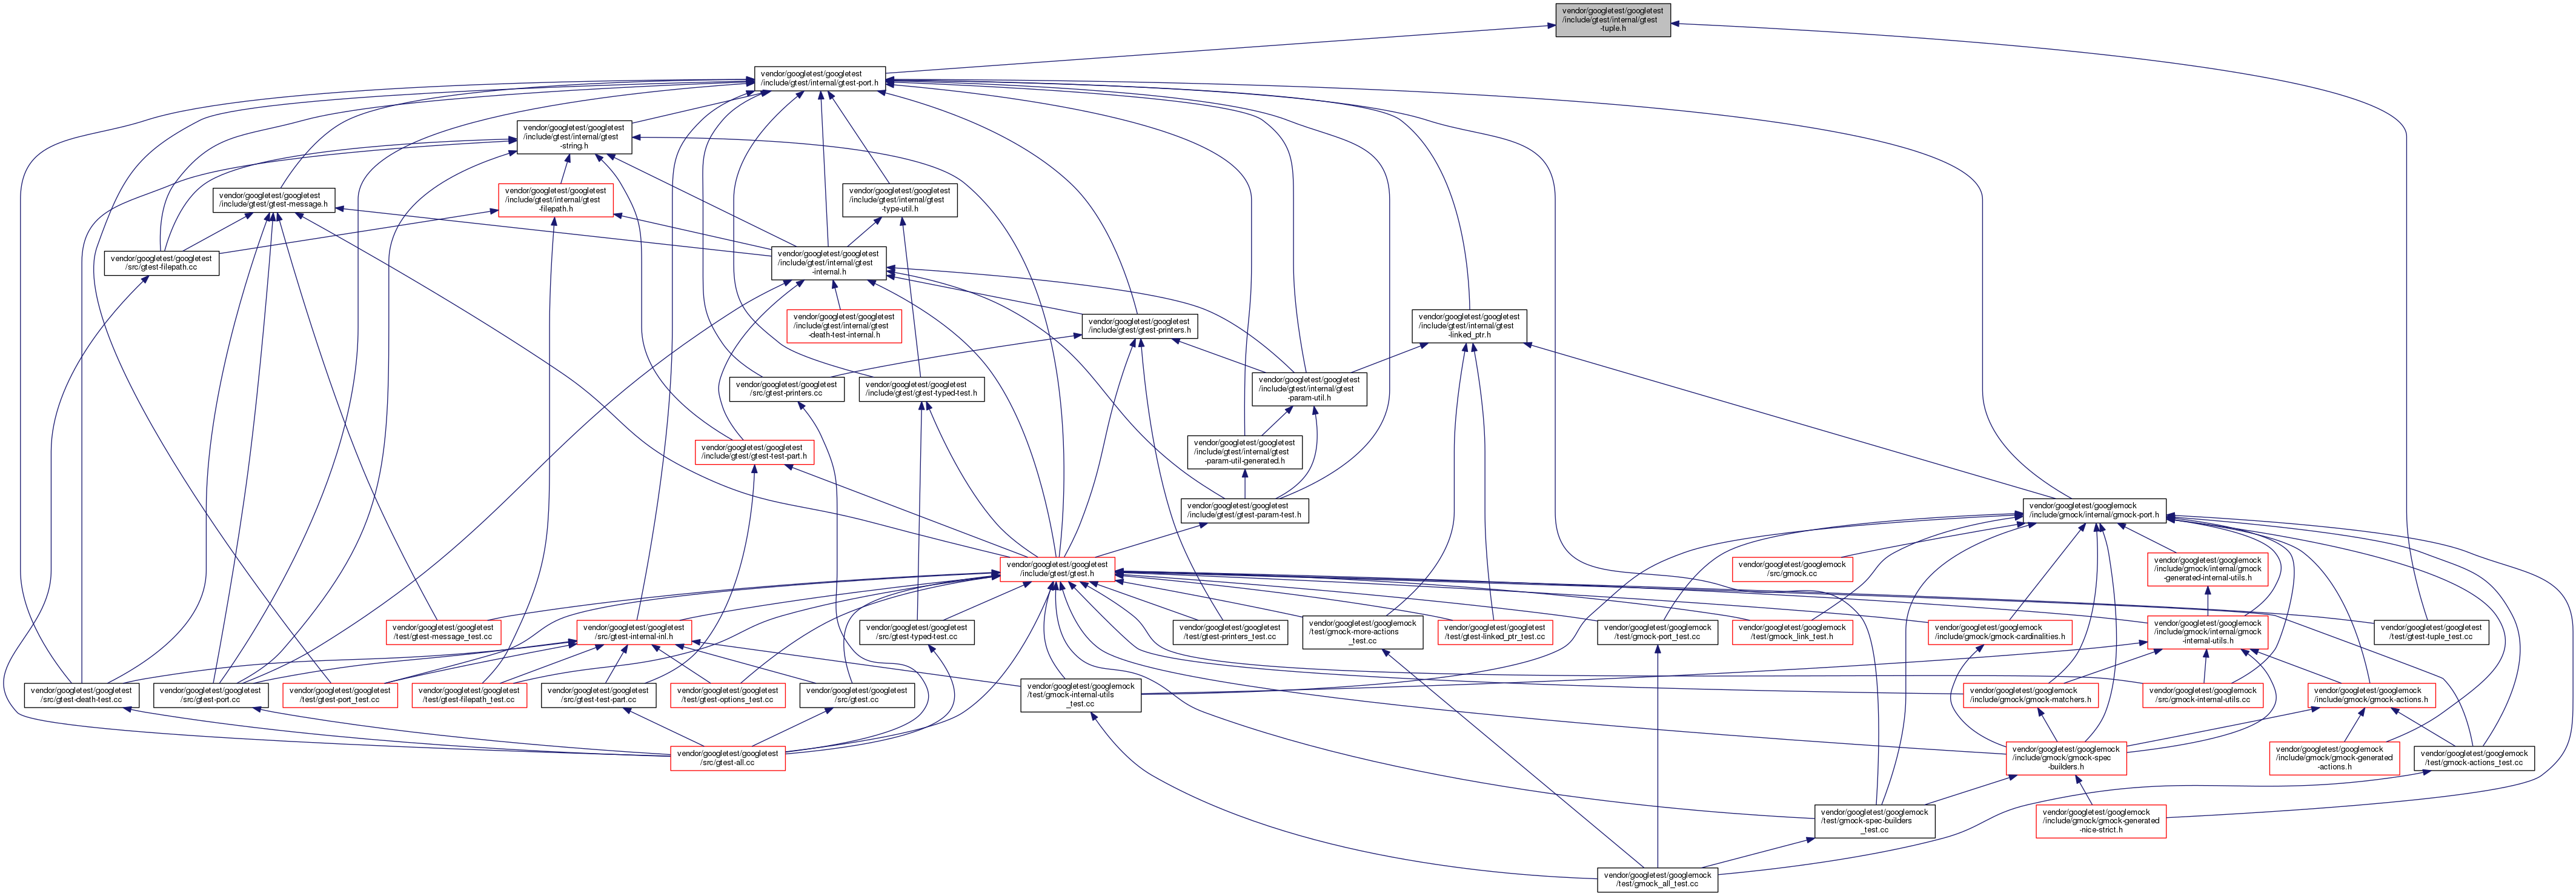 vendor/googletest/googletest
/include/gtest/internal/gtest
-tuple.h
vendor/googletest/googletest
/include/gtest/internal/gtest-port.h
vendor/googletest/googletest
/include/gtest/internal/gtest
-string.h
vendor/googletest/googletest
/include/gtest/gtest-message.h
vendor/googletest/googletest
/include/gtest/internal/gtest
-filepath.h
vendor/googletest/googletest
/include/gtest/internal/gtest
-type-util.h
vendor/googletest/googletest
/src/gtest-filepath.cc
vendor/googletest/googletest
/include/gtest/internal/gtest
-internal.h
vendor/googletest/googletest
/include/gtest/internal/gtest
-death-test-internal.h
vendor/googletest/googletest
/include/gtest/gtest-printers.h
vendor/googletest/googletest
/include/gtest/internal/gtest
-linked_ptr.h
vendor/googletest/googletest
/src/gtest-printers.cc
vendor/googletest/googletest
/include/gtest/gtest-typed-test.h
vendor/googletest/googletest
/include/gtest/internal/gtest
-param-util.h
vendor/googletest/googletest
/include/gtest/gtest-test-part.h
vendor/googletest/googletest
/include/gtest/internal/gtest
-param-util-generated.h
vendor/googletest/googletest
/include/gtest/gtest-param-test.h
vendor/googletest/googlemock
/include/gmock/internal/gmock-port.h
vendor/googletest/googletest
/include/gtest/gtest.h
vendor/googletest/googlemock
/src/gmock.cc
vendor/googletest/googlemock
/include/gmock/internal/gmock
-generated-internal-utils.h
vendor/googletest/googletest
/test/gtest-message_test.cc
vendor/googletest/googletest
/src/gtest-internal-inl.h
vendor/googletest/googletest
/src/gtest-typed-test.cc
vendor/googletest/googletest
/test/gtest-printers_test.cc
vendor/googletest/googlemock
/test/gmock-more-actions
_test.cc
vendor/googletest/googletest
/test/gtest-linked_ptr_test.cc
vendor/googletest/googlemock
/test/gmock-port_test.cc
vendor/googletest/googlemock
/test/gmock_link_test.h
vendor/googletest/googlemock
/include/gmock/gmock-cardinalities.h
vendor/googletest/googlemock
/include/gmock/internal/gmock
-internal-utils.h
vendor/googletest/googletest
/test/gtest-tuple_test.cc
vendor/googletest/googletest
/src/gtest-death-test.cc
vendor/googletest/googletest
/src/gtest-port.cc
vendor/googletest/googletest
/test/gtest-port_test.cc
vendor/googletest/googletest
/test/gtest-filepath_test.cc
vendor/googletest/googletest
/src/gtest-test-part.cc
vendor/googletest/googletest
/test/gtest-options_test.cc
vendor/googletest/googletest
/src/gtest.cc
vendor/googletest/googlemock
/test/gmock-internal-utils
_test.cc
vendor/googletest/googlemock
/include/gmock/gmock-matchers.h
vendor/googletest/googlemock
/src/gmock-internal-utils.cc
vendor/googletest/googlemock
/include/gmock/gmock-actions.h
vendor/googletest/googletest
/src/gtest-all.cc
vendor/googletest/googlemock
/include/gmock/gmock-spec
-builders.h
vendor/googletest/googlemock
/include/gmock/gmock-generated
-actions.h
vendor/googletest/googlemock
/test/gmock-actions_test.cc
vendor/googletest/googlemock
/test/gmock-spec-builders
_test.cc
vendor/googletest/googlemock
/include/gmock/gmock-generated
-nice-strict.h
vendor/googletest/googlemock
/test/gmock_all_test.cc